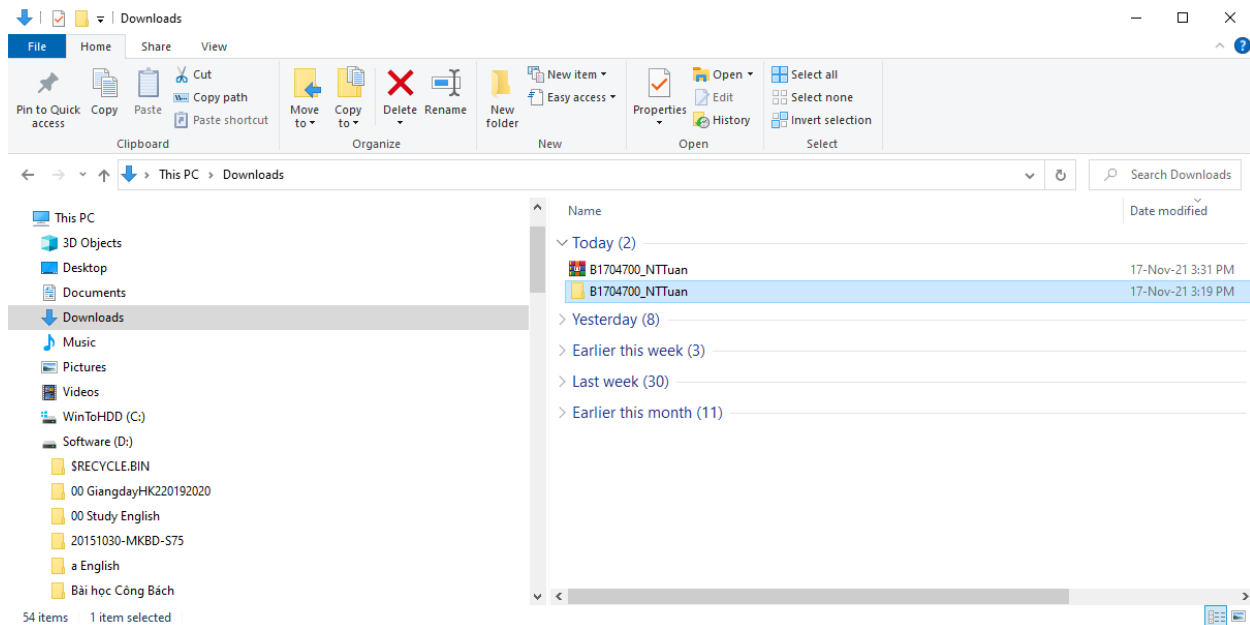 Downloads
File Home Share View
Pin to Quick access
Copy
Paste
Cut
Copy path
Paste shortcut
Clipboard
Move to
Copy to
Delete
Rename
Organize
New folder
New item
Easy access
New
Properties
Open
Edit
History
Open
Select all
Select none
Invert selection
Select
This PC > Downloads
Search Downloads
This PC
3D Objects
Desktop
Documents
Downloads
Music
Pictures
Videos
WinToHDD (C:)
Software (D:)
$RECYCLE.BIN
00 GiangdayHK220192020
00 Study English
20151030-MKBD-S75
a English
Bài học Công Bách
Name Date modified
Today (2)
B1704700_NTTuan 17-Nov-21 3:31 PM
B1704700_NTTuan 17-Nov-21 3:19 PM
Yesterday (8)
Earlier this week (3)
Last week (30)
Earlier this month (11)
54 items 1 item selected